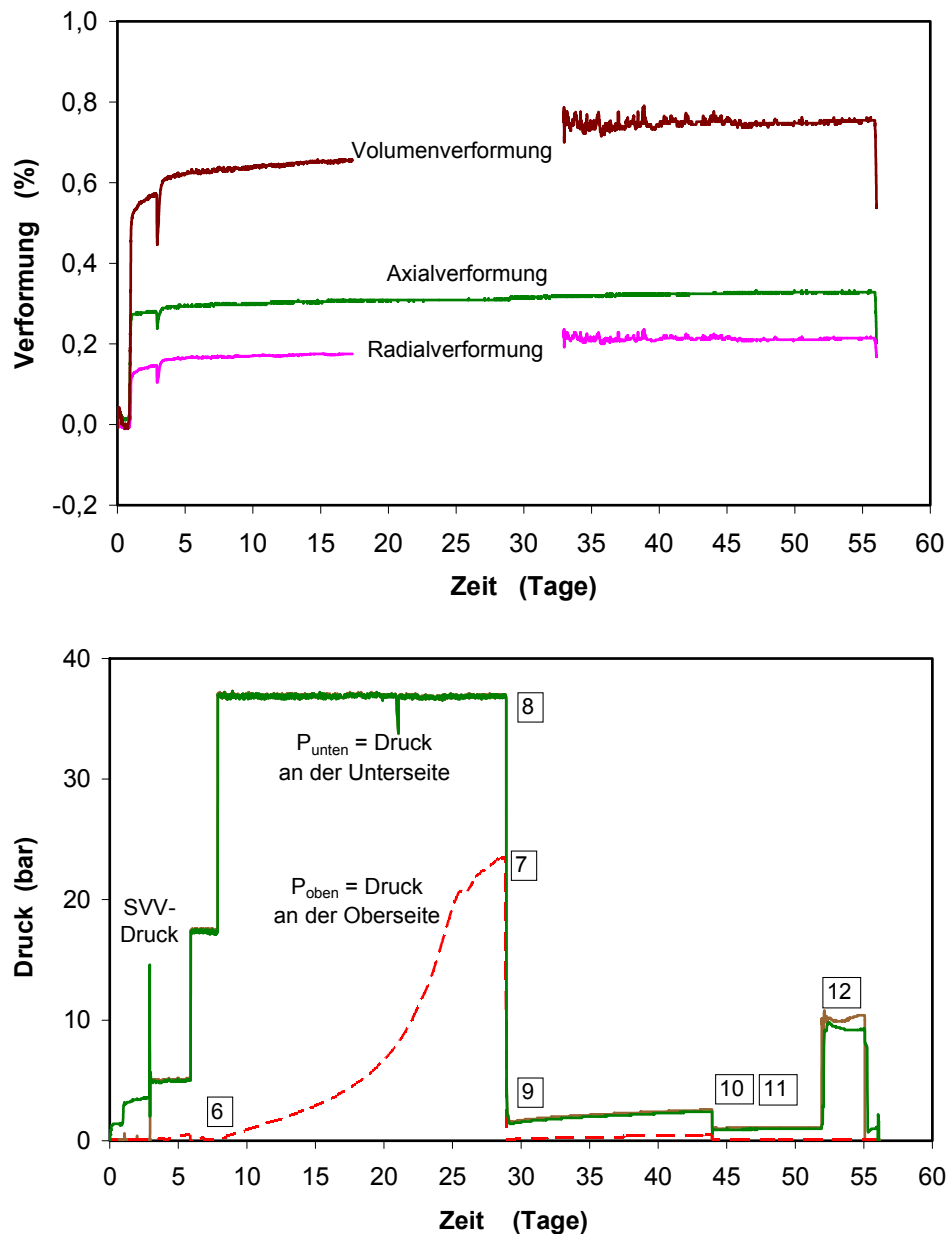 1,0
0,8
0,6
0,4
0,2
0,0
-0,2
Verformung (%)
Volumenverformung
Axialverformung
Radialverformung
0 5 10 15 20 25 30 35 40 45 50 55 60
Zeit (Tage)
40
30
20
10
0
Druck (bar)
8
P unten = Druck
an der Unterseite
7
P oben = Druck
an der Oberseite
SVV-
Druck
12
6
9
10 11
0 5 10 15 20 25 30 35 40 45 50 55 60
Zeit (Tage)